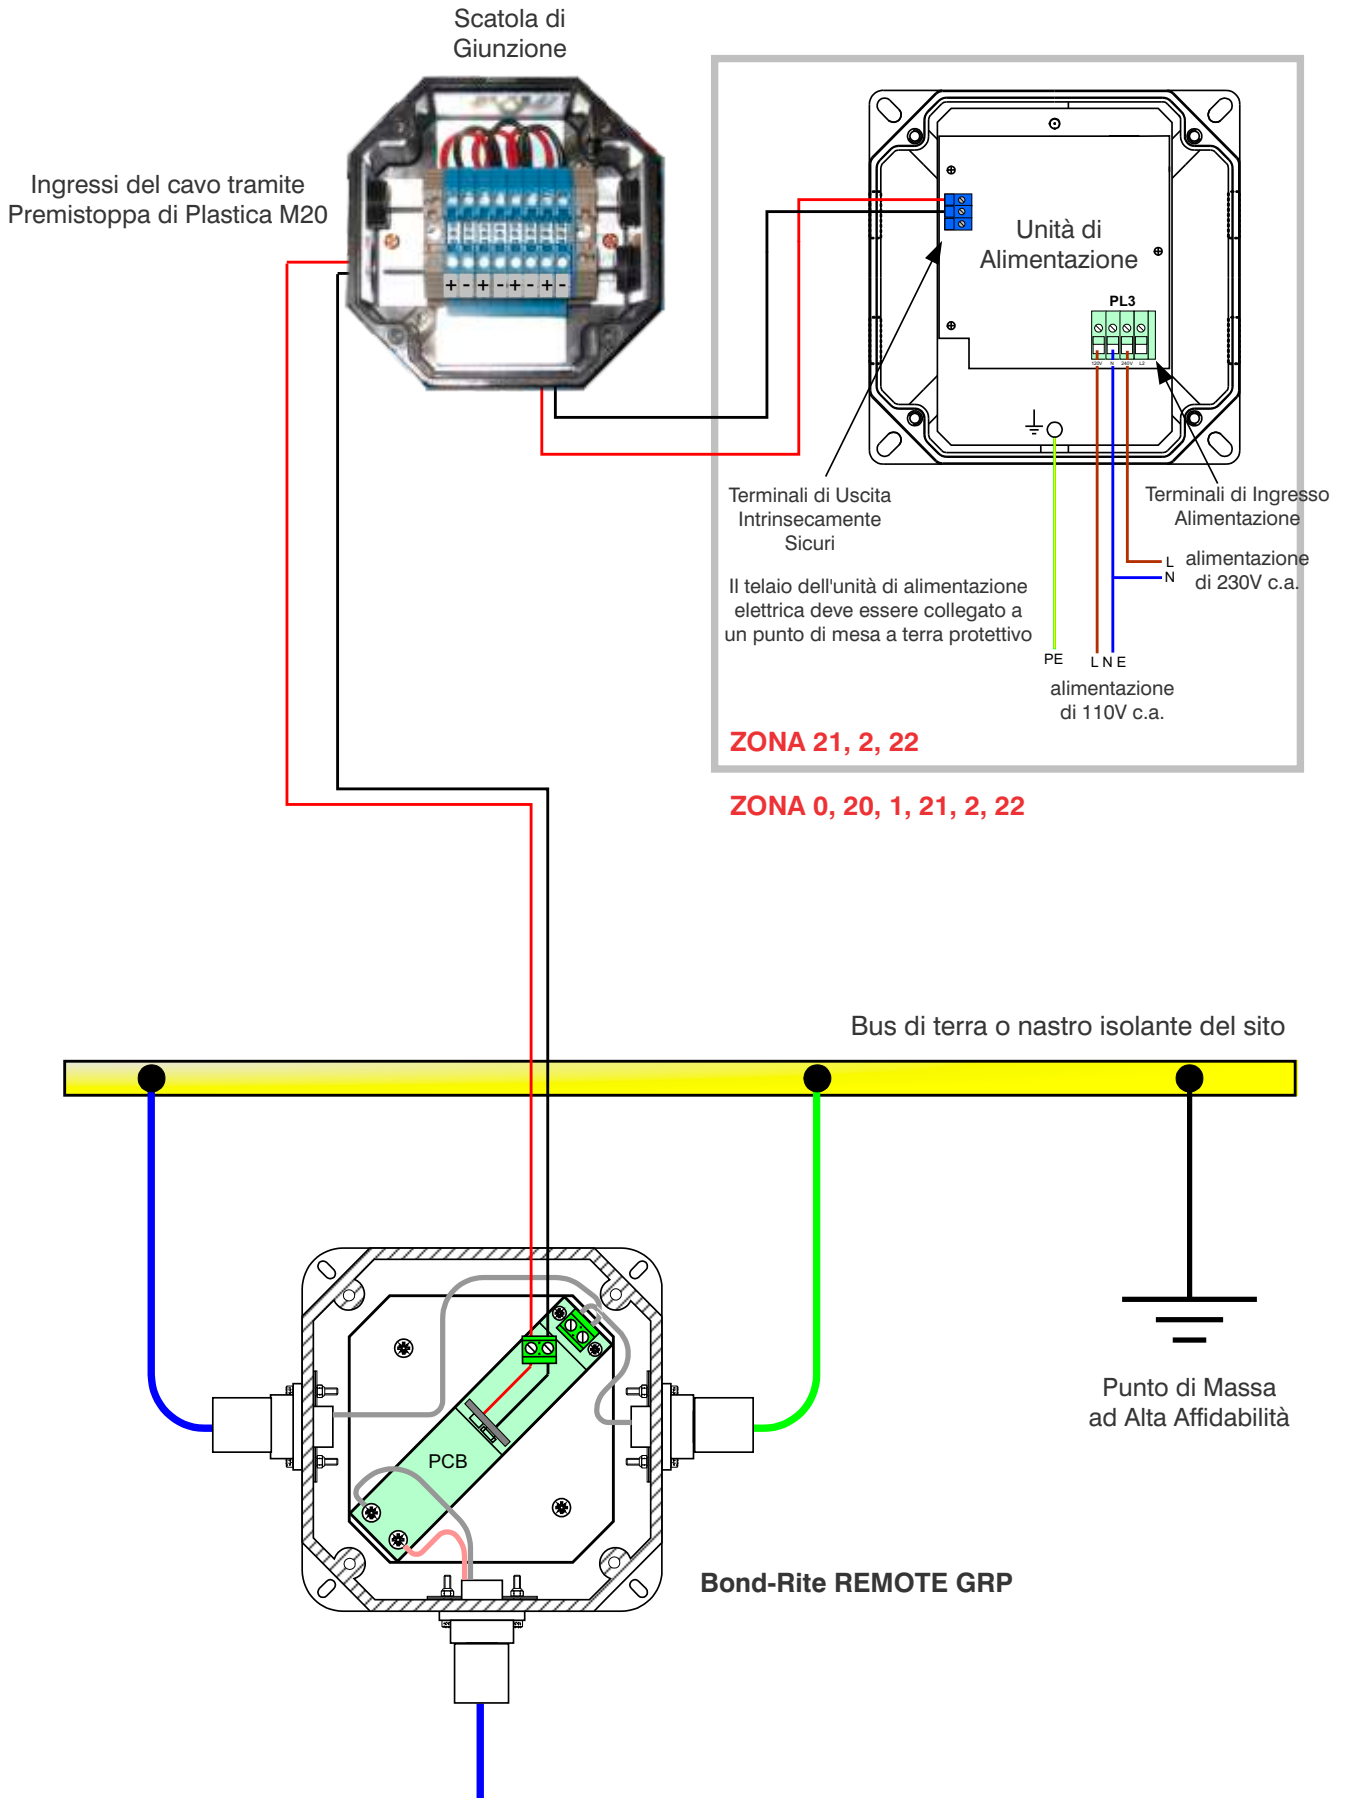 Scatola di
Giunzione
Ingressi del cavo tramite
Premistoppa di Plastica M20
+ - + - + - + -
Unità di
Alimentazione
PL3
120V N 240V L2
Terminali di Uscita
Intrinsecamente
Sicuri
Terminali di Ingresso
Alimentazione
L
N
alimentazione
di 230V c.a.
Il telaio dell'unità di alimentazione
elettrica deve essere collegato a
un punto di mesa a terra protettivo
PE
L N E
alimentazione
di 110V c.a.
ZONA 21, 2, 22
ZONA 0, 20, 1, 21, 2, 22
Bus di terra o nastro isolante del sito
Punto di Massa
ad Alta Affidabilità
PCB
Bond-Rite REMOTE GRP